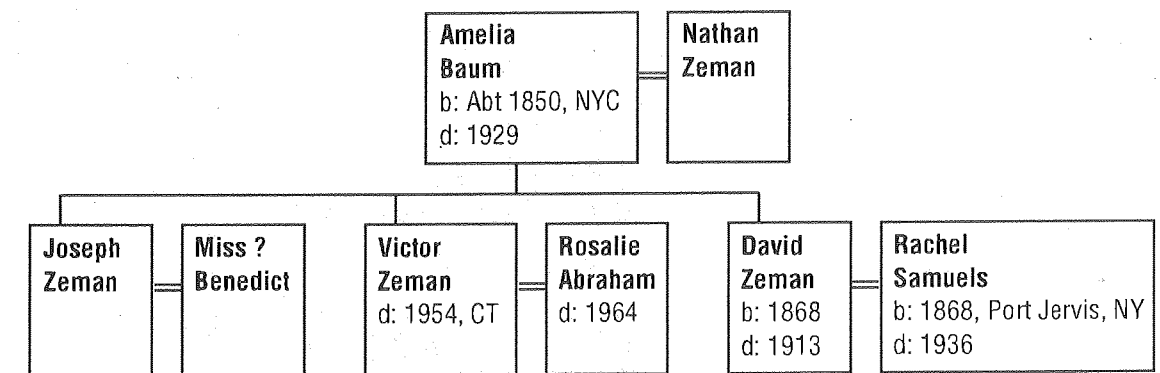 Amelia
Baum
b: Abt 1850, NYC
d: 1929
Nathan
Zeman
Joseph
Zeman
Miss ?
Benedict
Victor
Zeman
d: 1954, CT
Rosalie
Abraham
d: 1964
David
Zeman
b: 1868
d: 1913
Rachel
Samuels
b: 1868, Port Jervis, NY
d: 1936